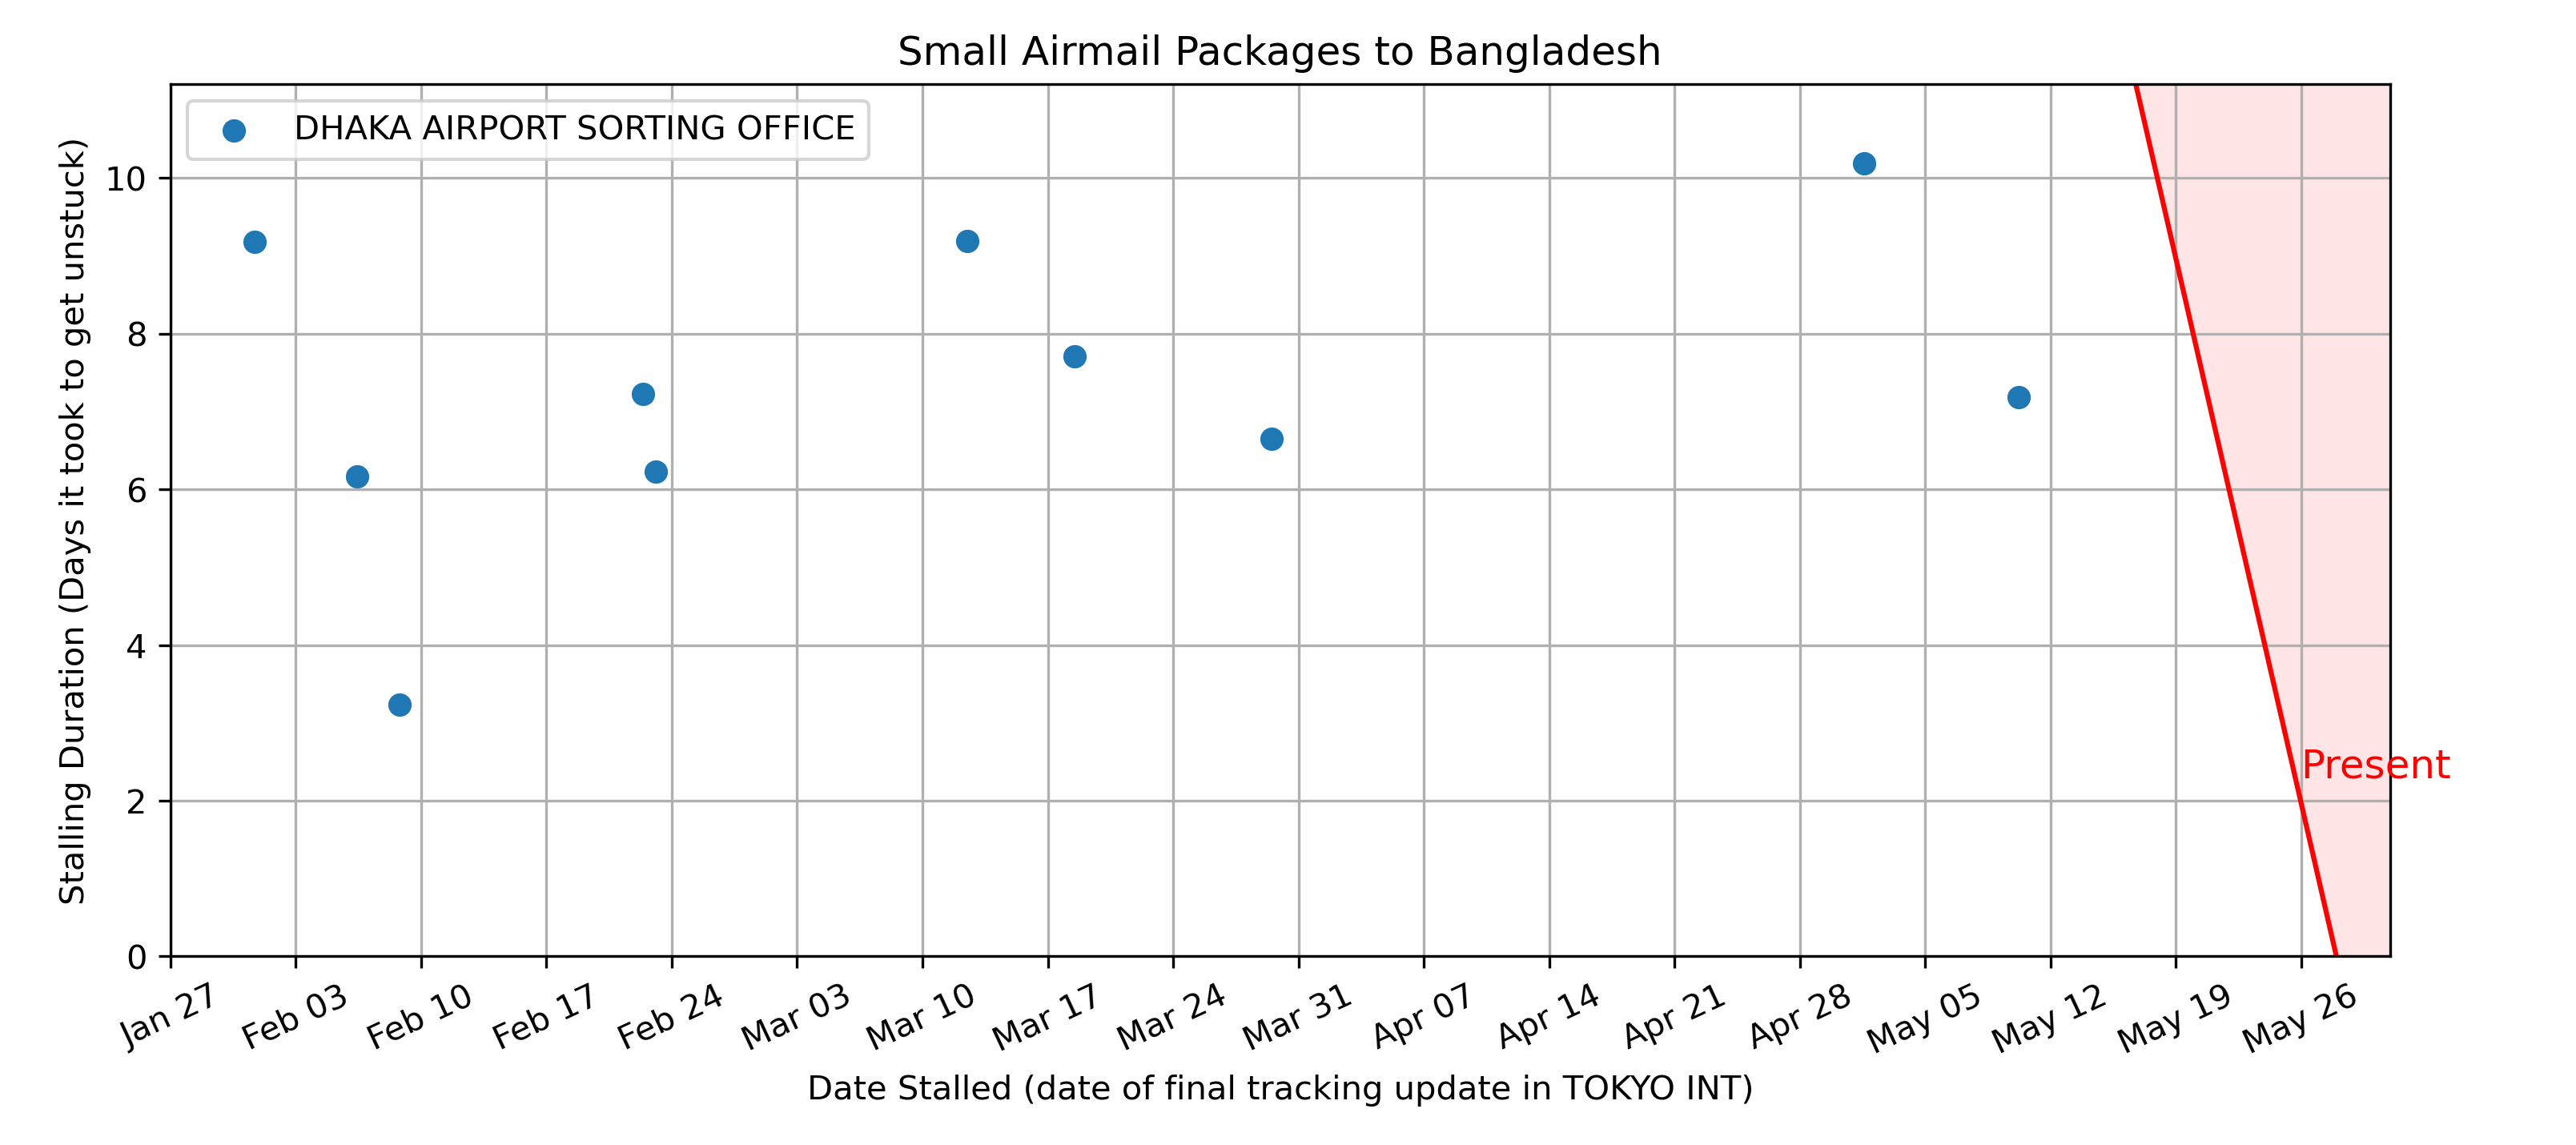 Small Airmail Packages to Bangladesh
DHAKA AIRPORT SORTING OFFICE
Stalling Duration (Days it took to get unstuck)
10
8
6
4
2
0
Present
Jan 27
Feb 03
Feb 10
Feb 17
Feb 24
Mar 03
Mar 10
Mar 17
Mar 24
Mar 31
Apr 07
Apr 14
Apr 21
Apr 28
May 05
May 12
May 19
May 26
Date Stalled (date of final tracking update in TOKYO INT)